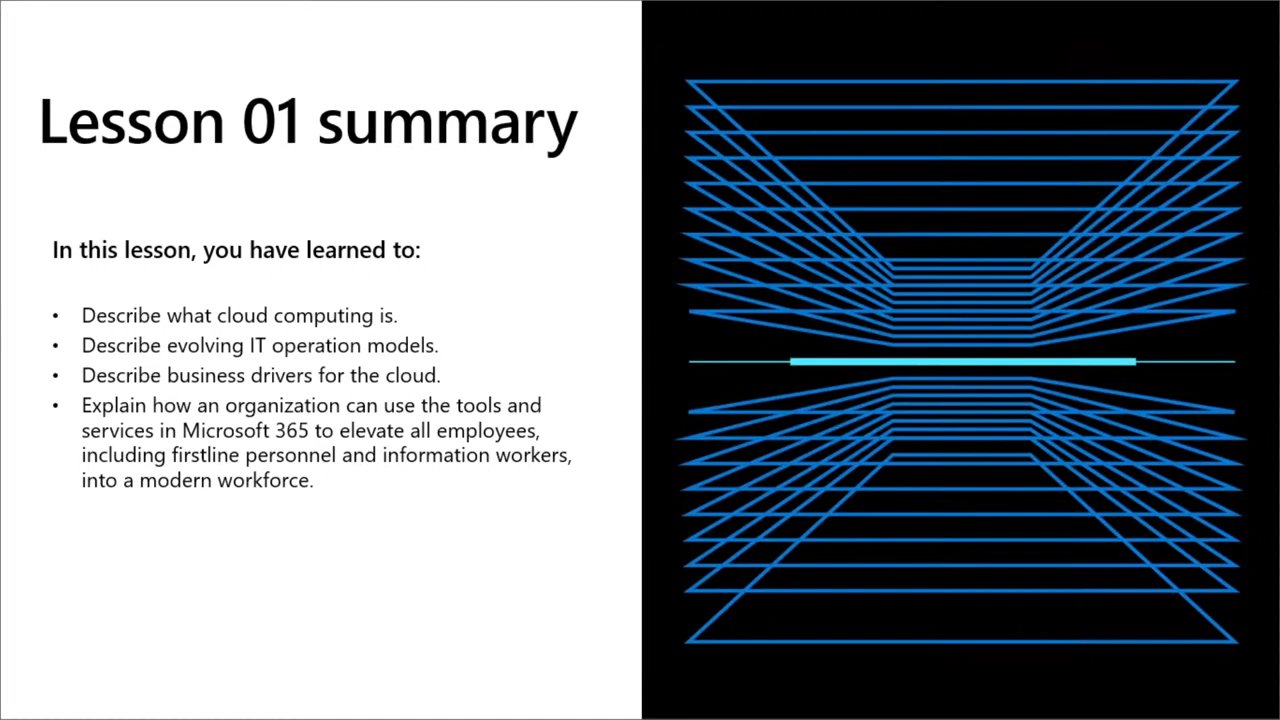 Lesson 01 summary
In this lesson, you have learned to:
• Describe what cloud computing is.
• Describe evolving IT operation models.
• Describe business drivers for the cloud.
• Explain how an organization can use the tools and
services in Microsoft 365 to elevate all employees,
including firstline personnel and information workers,
into a modern workforce.